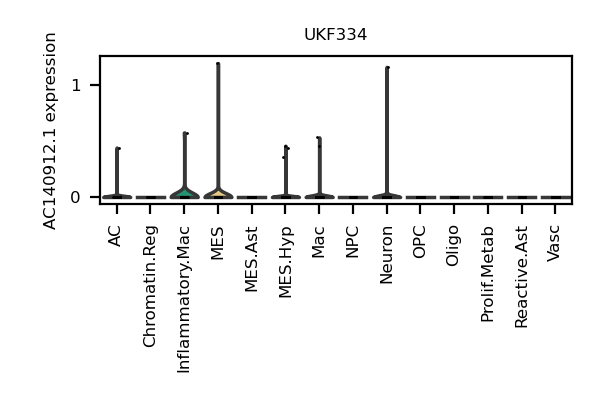 UKF334
AC140912.1 expression
1
0
AC
Chromatin.Reg
Inflammatory.Mac
MES
MES.Ast
MES.Hyp
Mac
NPC
Neuron
OPC
Oligo
Prolif.Metab
Reactive.Ast
Vasc